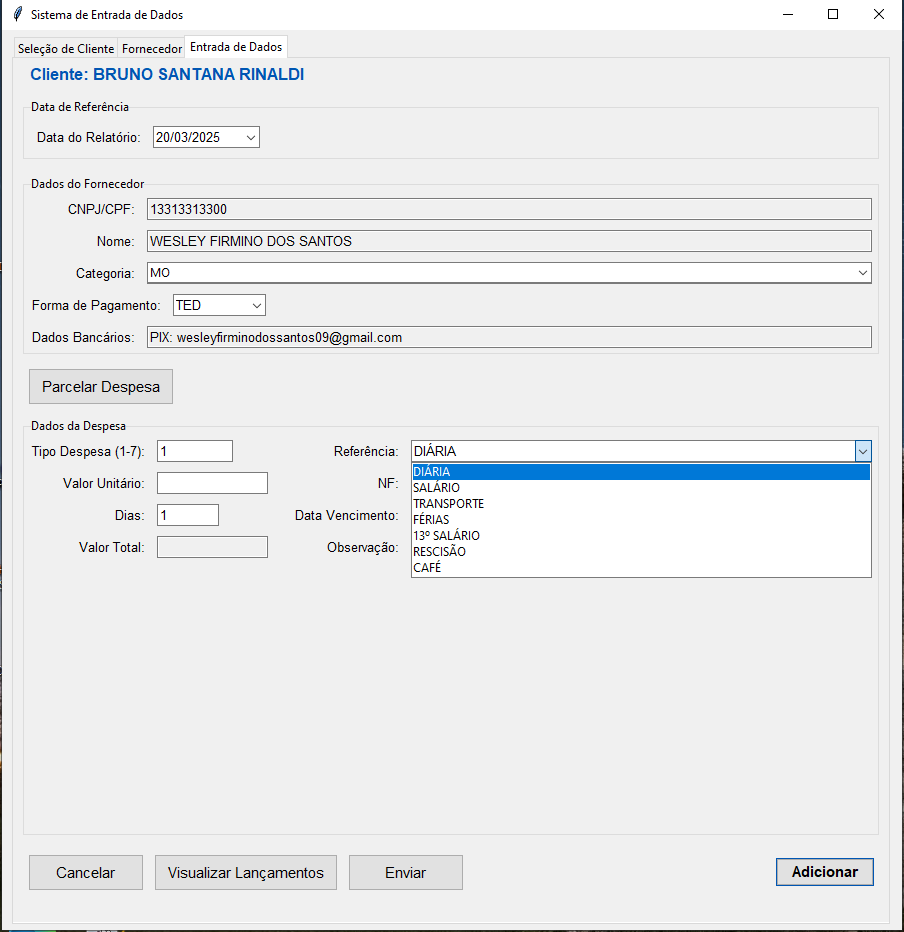 Sistema de Entrada de Dados
Seleção de Cliente Fornecedor Entrada de Dados
Cliente: BRUNO SANTANA RINALDI
Data de Referência
Data do Relatório: 20/03/2025
Dados do Fornecedor
CNPJ/CPF: 13313313300
Nome: WESLEY FIRMINO DOS SANTOS
Categoria: MO
Forma de Pagamento: TED
Dados Bancários: PIX: wesleyfirminodossantos09@gmail.com
Parcelar Despesa
Dados da Despesa
Tipo Despesa (1-7): 1 Referência: DIÁRIA
DIÁRIA
Valor Unitário: NF: SALÁRIO
TRANSPORTE
Dias: 1 Data Vencimento: FÉRIAS
13º SALÁRIO
Valor Total: Observação: RESCISÃO
CAFÉ
Cancelar Visualizar Lançamentos Enviar Adicionar